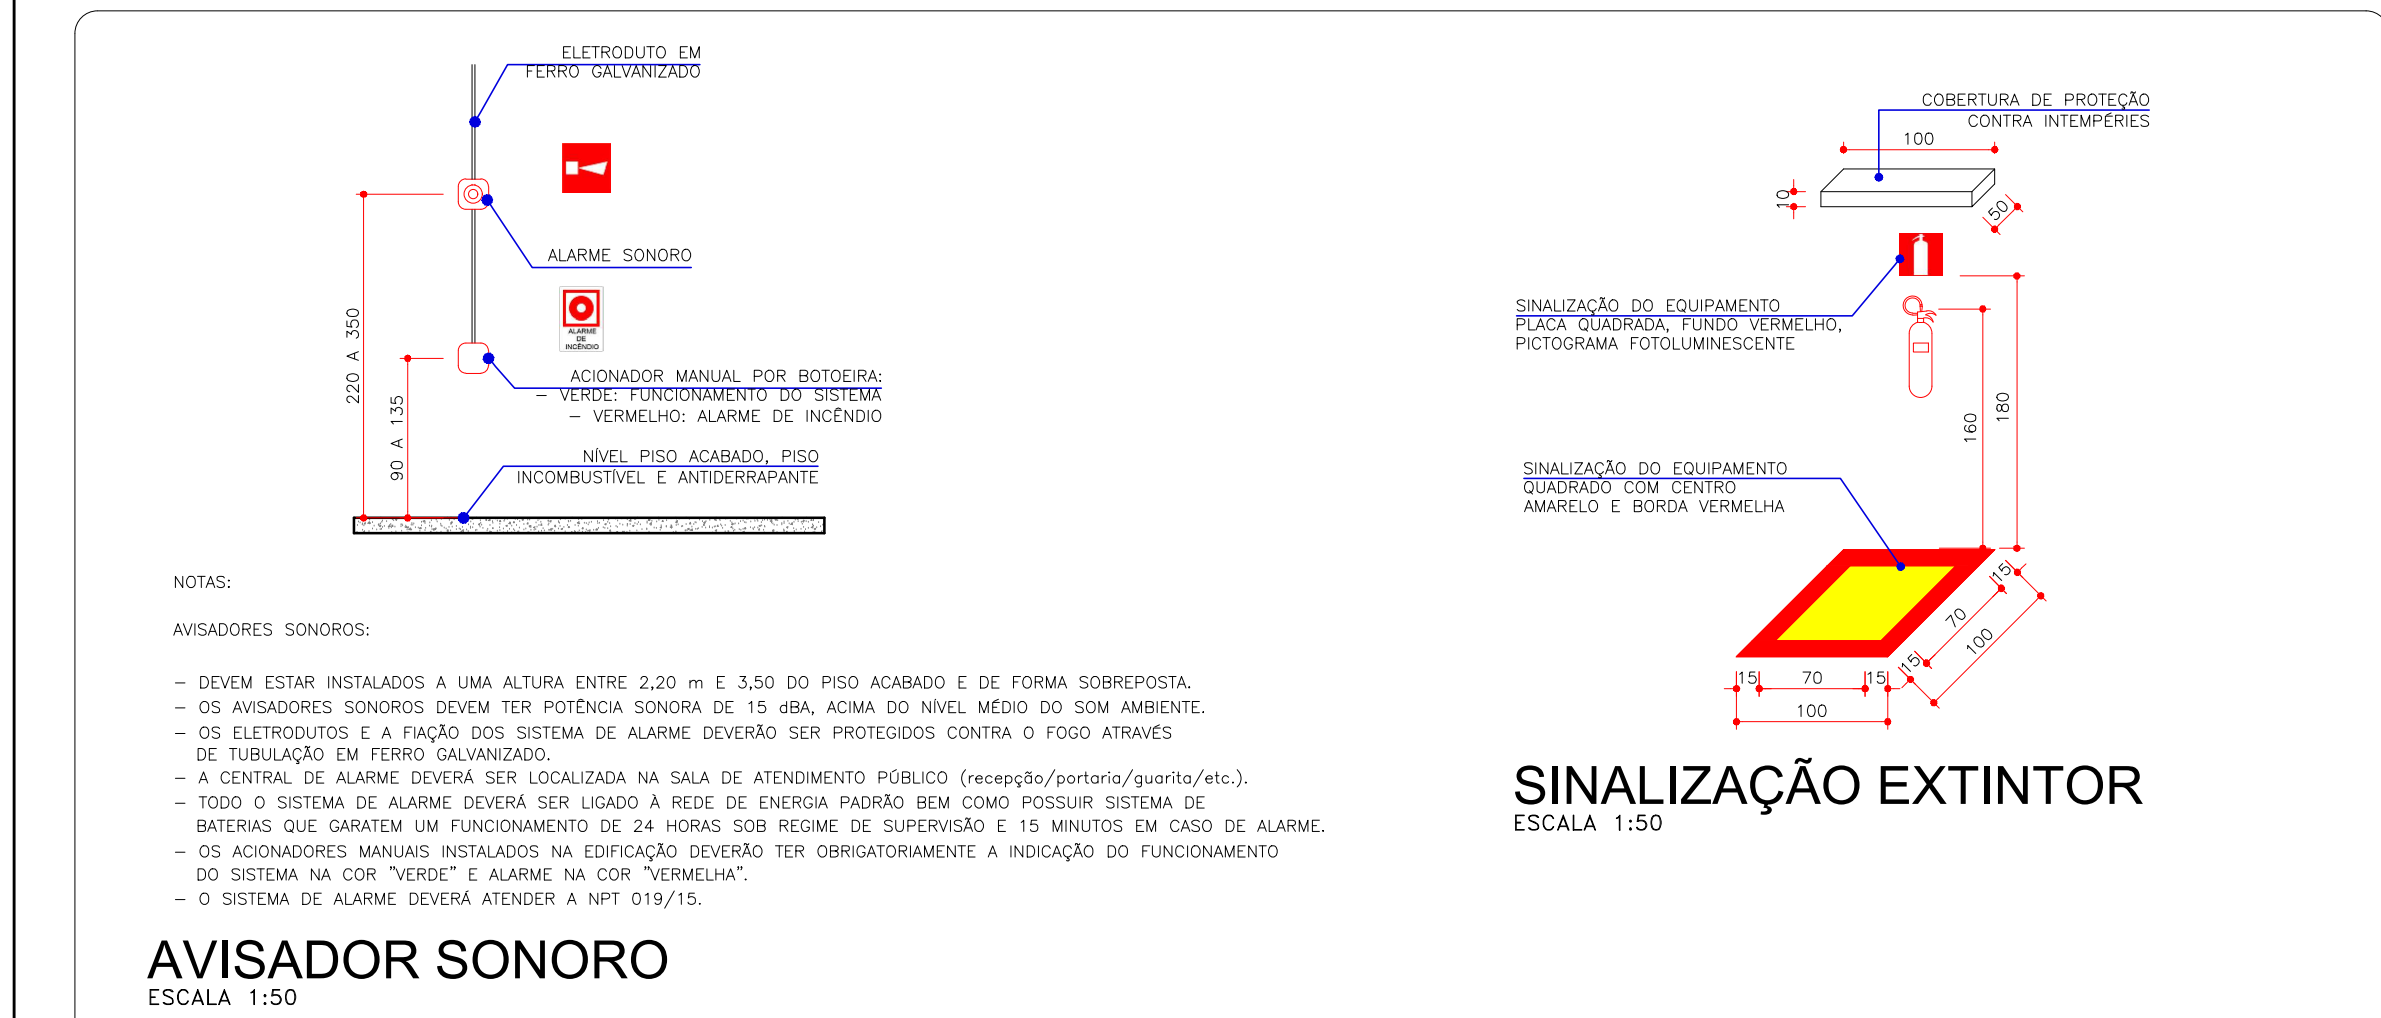 ELETRODUTO EM
FERRO GALVANIZADO
ALARME SONORO
ALARME
DE
INCÊNDIO
220 A 350
90 A 135
ACIONADOR MANUAL POR BOTOEIRA:
– VERDE: FUNCIONAMENTO DO SISTEMA
– VERMELHO: ALARME DE INCÊNDIO
NÍVEL PISO ACABADO, PISO
INCOMBUSTÍVEL E ANTIDERRAPANTE
NOTAS:
AVISADORES SONOROS:
– DEVEM ESTAR INSTALADOS A UMA ALTURA ENTRE 2,20 m E 3,50 DO PISO ACABADO E DE FORMA SOBREPOSTA.
– OS AVISADORES SONOROS DEVEM TER POTÊNCIA SONORA DE 15 dBA, ACIMA DO NÍVEL MÉDIO DO SOM AMBIENTE.
– OS ELETRODUTOS E A FIAÇÃO DOS SISTEMA DE ALARME DEVERÃO SER PROTEGIDOS CONTRA O FOGO ATRAVÉS
DE TUBULAÇÃO EM FERRO GALVANIZADO.
– A CENTRAL DE ALARME DEVERÁ SER LOCALIZADA NA SALA DE ATENDIMENTO PÚBLICO (recepção/portaria/guarita/etc.).
– TODO O SISTEMA DE ALARME DEVERÁ SER LIGADO À REDE DE ENERGIA PADRÃO BEM COMO POSSUIR SISTEMA DE
BATERIAS QUE GARATEM UM FUNCIONAMENTO DE 24 HORAS SOB REGIME DE SUPERVISÃO E 15 MINUTOS EM CASO DE ALARME.
– OS ACIONADORES MANUAIS INSTALADOS NA EDIFICAÇÃO DEVERÃO TER OBRIGATORIAMENTE A INDICAÇÃO DO FUNCIONAMENTO
DO SISTEMA NA COR "VERDE" E ALARME NA COR "VERMELHA".
– O SISTEMA DE ALARME DEVERÁ ATENDER A NPT 019/15.
AVISADOR SONORO
ESCALA 1:50
COBERTURA DE PROTEÇÃO
CONTRA INTEMPÉRIES
100
10
50
SINALIZAÇÃO DO EQUIPAMENTO
PLACA QUADRADA, FUNDO VERMELHO,
PICTOGRAMA FOTOLUMINESCENTE
160
180
SINALIZAÇÃO DO EQUIPAMENTO
QUADRADO COM CENTRO
AMARELO E BORDA VERMELHA
15
70
100
15
15
70
15
100
SINALIZAÇÃO EXTINTOR
ESCALA 1:50